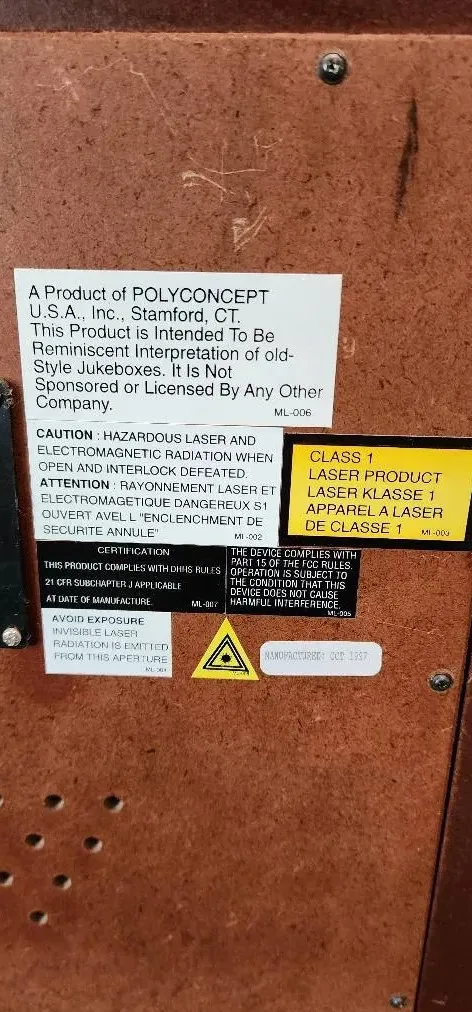 A Product of POLYCONCEPT
U.S.A., Inc., Stamford, CT.
This Product is Intended To Be
Reminiscent Interpretation of old-
Style Jukeboxes. It Is Not
Sponsored or Licensed By Any Other
Company.
ML-006
CAUTION : HAZARDOUS LASER AND
ELECTROMAGNETIC RADIATION WHEN
OPEN AND INTERLOCK DEFEATED.
ATTENTION : RAYONNEMENT LASER ET
ELECTROMAGETIQUE DANGEREUX S1
OUVERT AVEL L "ENCLENCHMENT DE
SECURITE ANNULE"
ML-002
CLASS 1
LASER PRODUCT
LASER KLASSE 1
APPAREL A LASER
DE CLASSE 1
ML-003
CERTIFICATION
THIS PRODUCT COMPLIES WITH DHHS RULES
21 CFR SUBCHAPTER J APPLICABLE
AT DATE OF MANUFACTURE.
ML-007
THE DEVICE COMPLIES WITH
PART 15 OF THE FCC RULES.
OPERATION IS SUBJECT TO
THE CONDITION THAT THIS
DEVICE DOES NOT CAUSE
HARMFUL INTERFERENCE.
ML-005
AVOID EXPOSURE
INVISIBLE LASER
RADIATION IS EMITTED
FROM THIS APERTURE
MANUFACTURED: OCT 1997